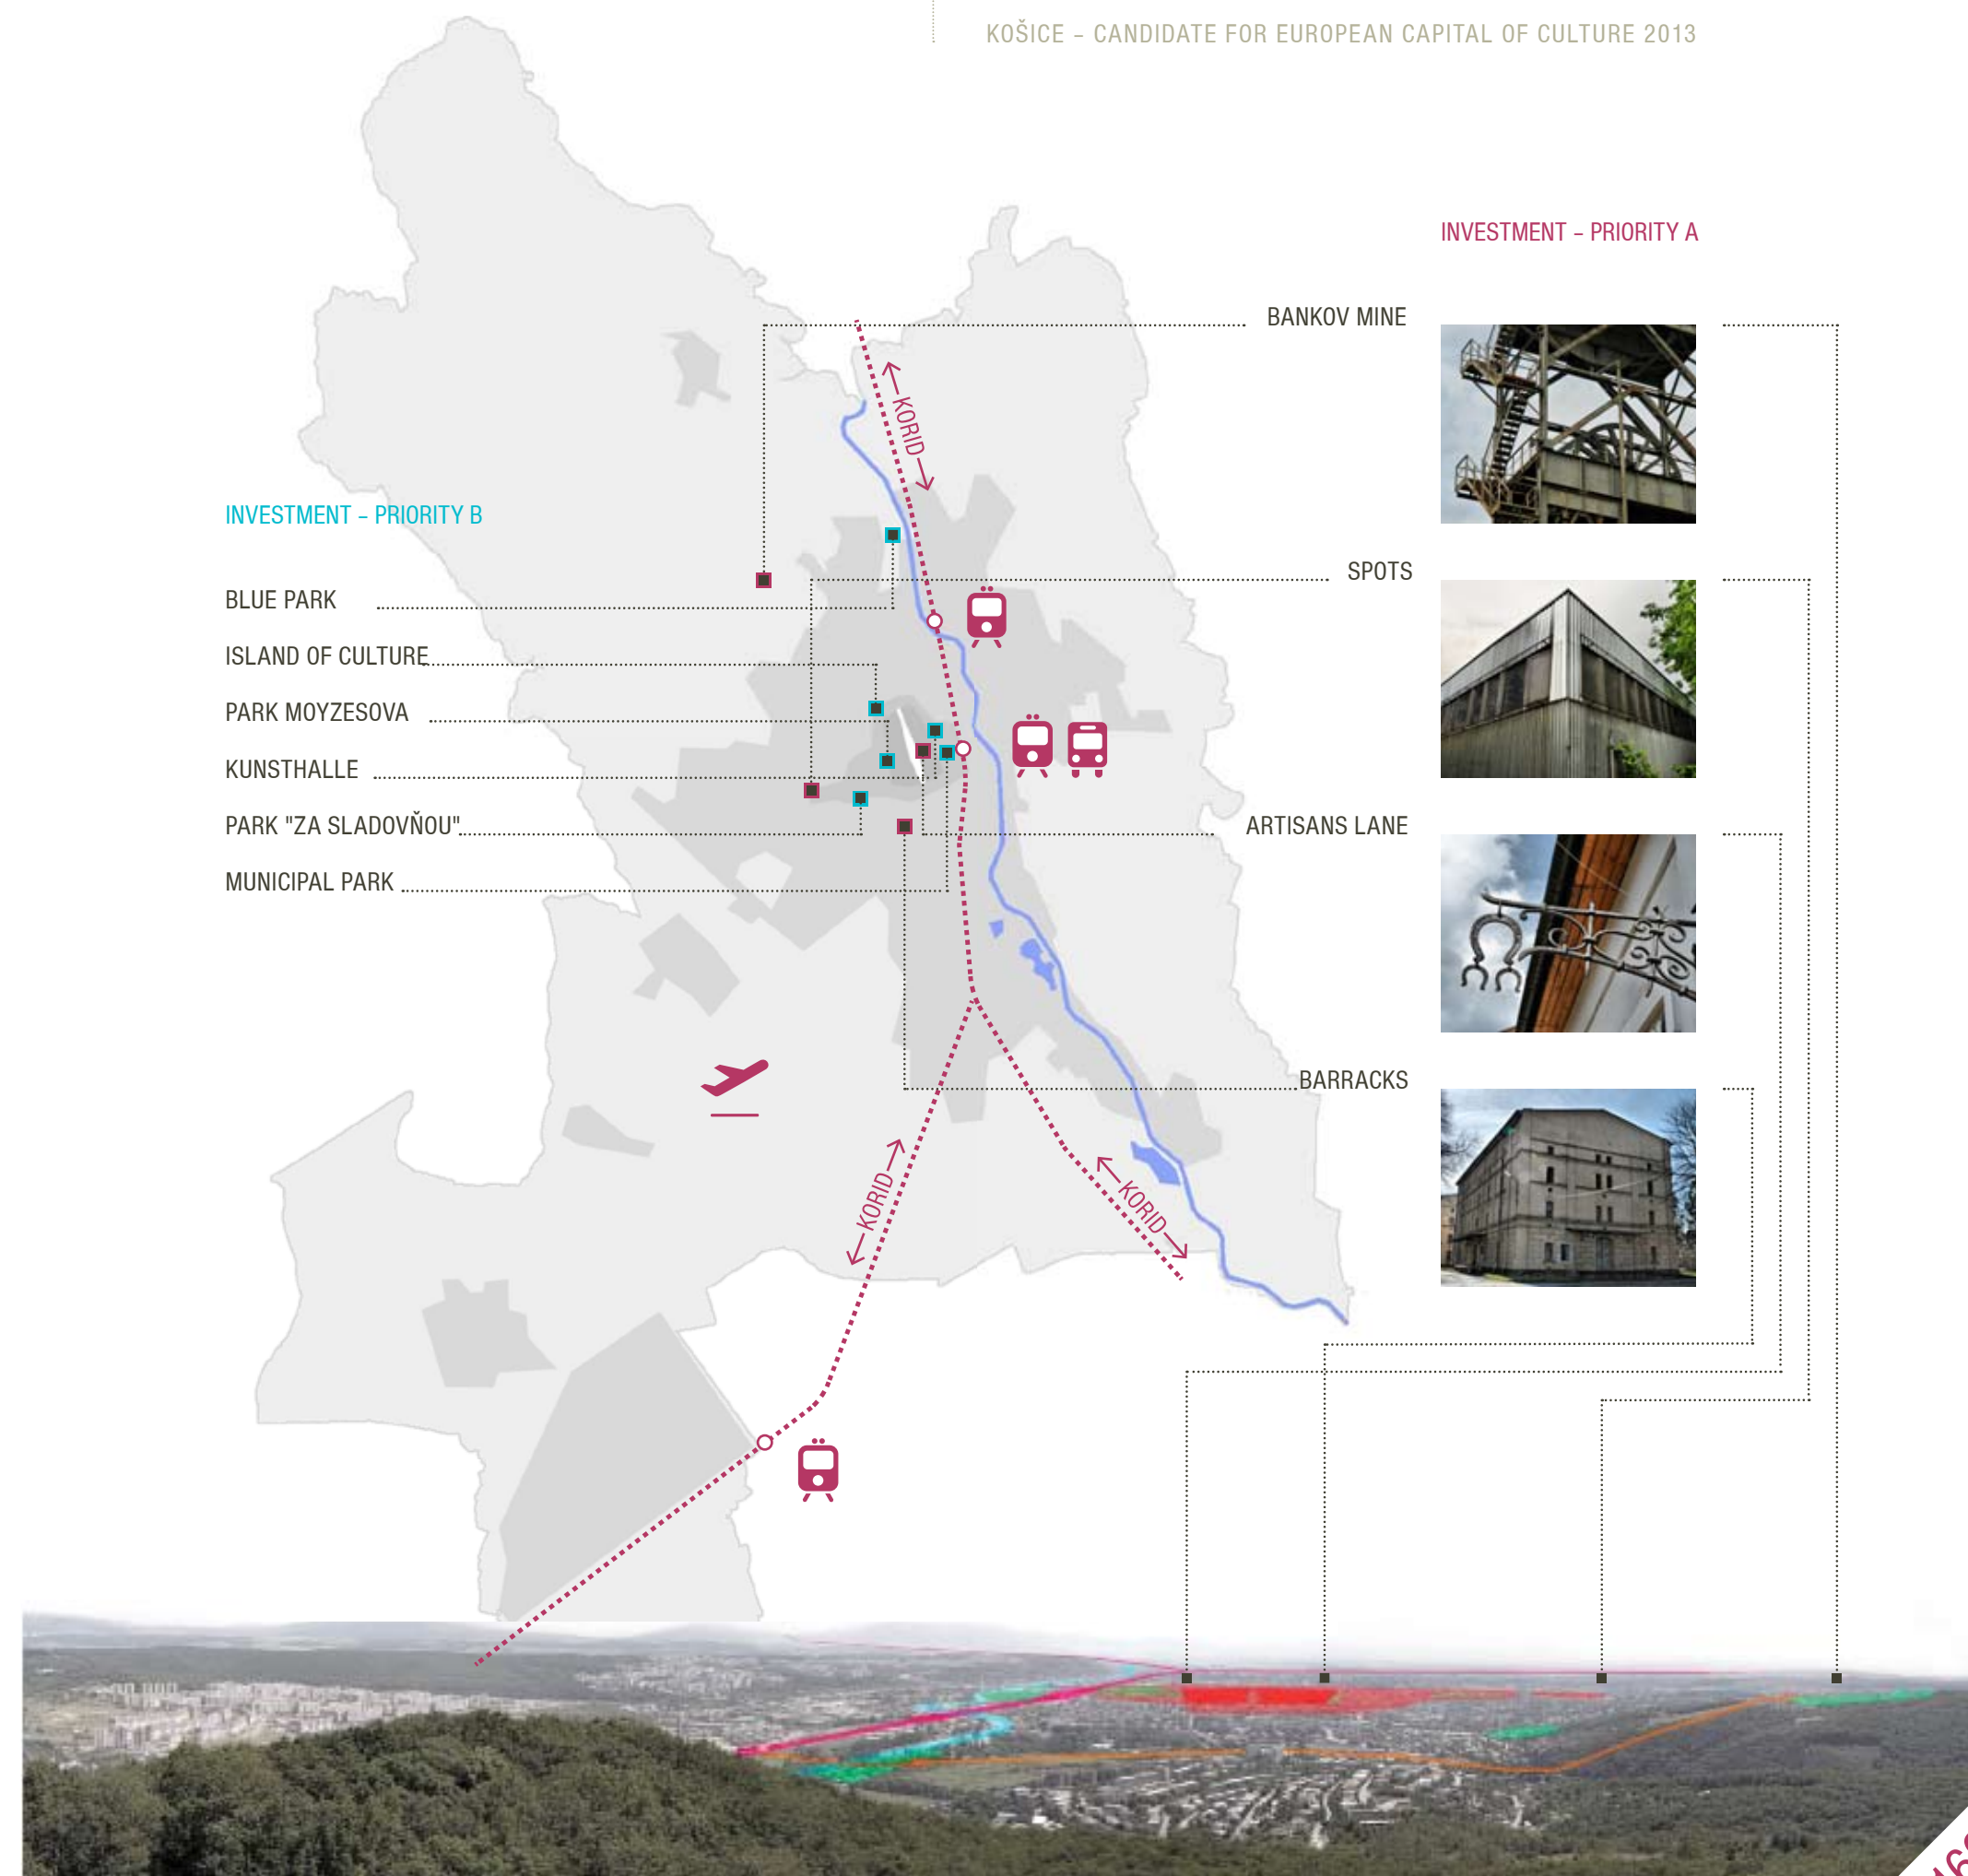 KOŠICE – CANDIDATE FOR EUROPEAN CAPITAL OF CULTURE 2013
INVESTMENT – PRIORITY A
BANKOV MINE
KORID
INVESTMENT – PRIORITY B
SPOTS
BLUE PARK
ISLAND OF CULTURE
PARK MOYZESOVA
KUNSTHALLE
PARK "ZA SLADOVŇOU"
ARTISANS LANE
MUNICIPAL PARK
BARRACKS
KORID
KORID